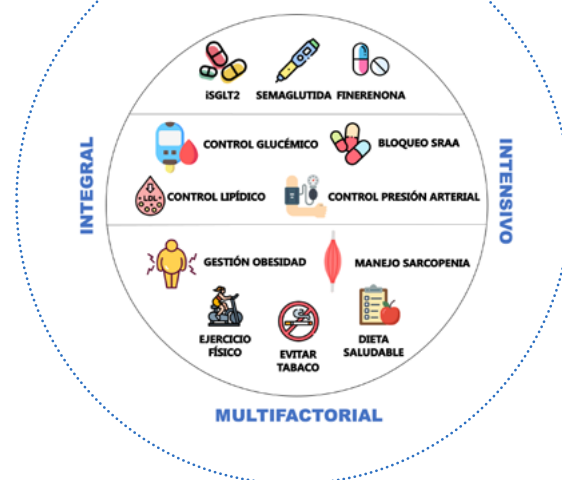 iSGLT2
SEMAGLUTIDA
FINERENONA
CONTROL GLUCÉMICO
BLOQUEO SRAA
LDL
CONTROL LIPÍDICO
CONTROL PRESIÓN ARTERIAL
GESTIÓN OBESIDAD
MANEJO SARCOPENIA
EJERCICIO
FÍSICO
EVITAR
TABACO
DIETA
SALUDABLE
INTEGRAL
INTENSIVO
MULTIFACTORIAL